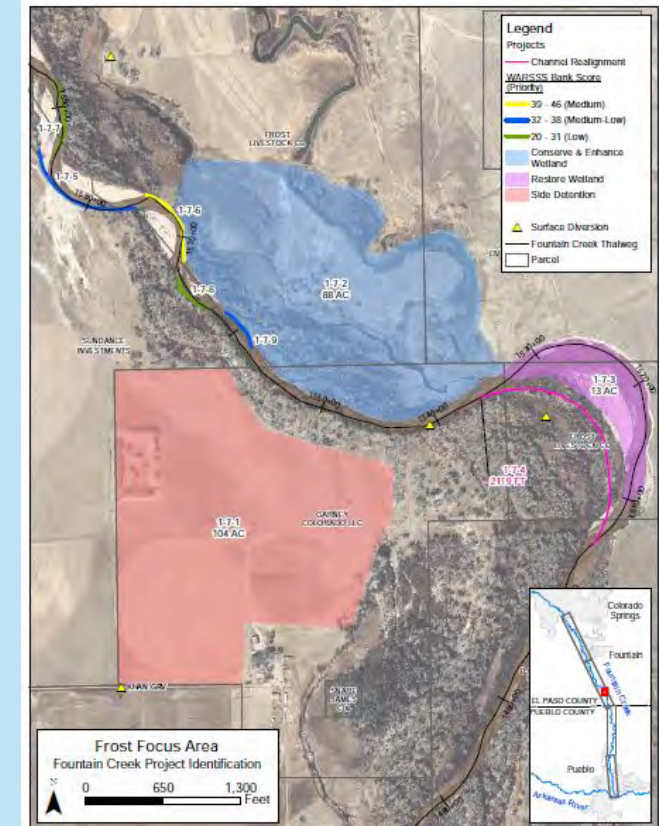 Legend
Projects
Channel Realignment
WARSSS Bank Score
(Priority)
39 - 46 (Medium)
32 - 38 (Medium-Low)
20 - 31 (Low)
Conserve & Enhance
Wetland
Restore Wetland
Side Detention
Surface Diversion
Fountain Creek Thalweg
Parcel
FROST
LIVESTOCK CO
1-7-7
1-7-5
1-7-6
1-7-2
88 AC
1-7-8
1-7-9
SUNDANCE
INVESTMENTS
1-7-3
13 AC
FROST
LIVESTOCK CO
1-7-4
2119 FT
1-7-1
104 AC
GARNEY
COLORADO LLC
Colorado
Springs
Fountain
Fountain Creek
EL PASO COUNTY
PUEBLO COUNTY
Pueblo
Arkansas River
JAMES
Frost Focus Area
Fountain Creek Project Identification
N
0 650 1,300
Feet